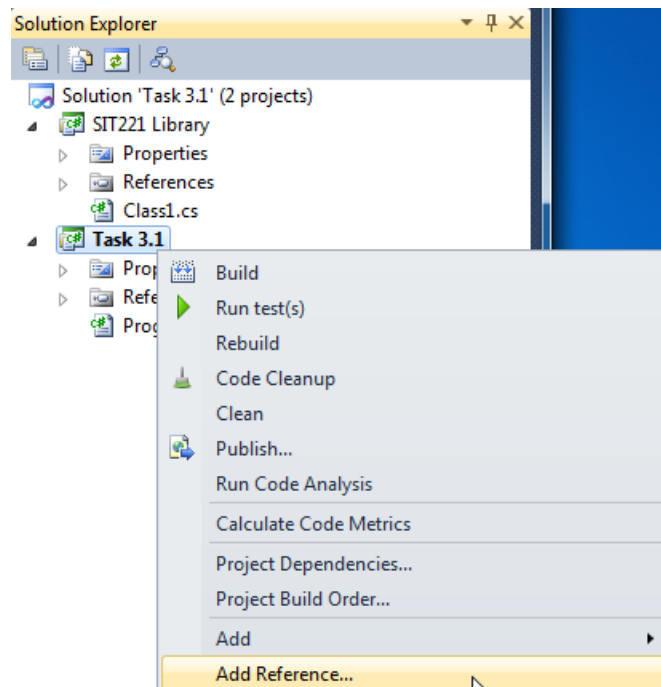 Solution Explorer
Solution 'Task 3.1' (2 projects)
SIT221 Library
Properties
References
Class1.cs
Task 3.1
Prop
Refe
Prog
Build
Run test(s)
Rebuild
Code Cleanup
Clean
Publish...
Run Code Analysis
Calculate Code Metrics
Project Dependencies...
Project Build Order...
Add
Add Reference...